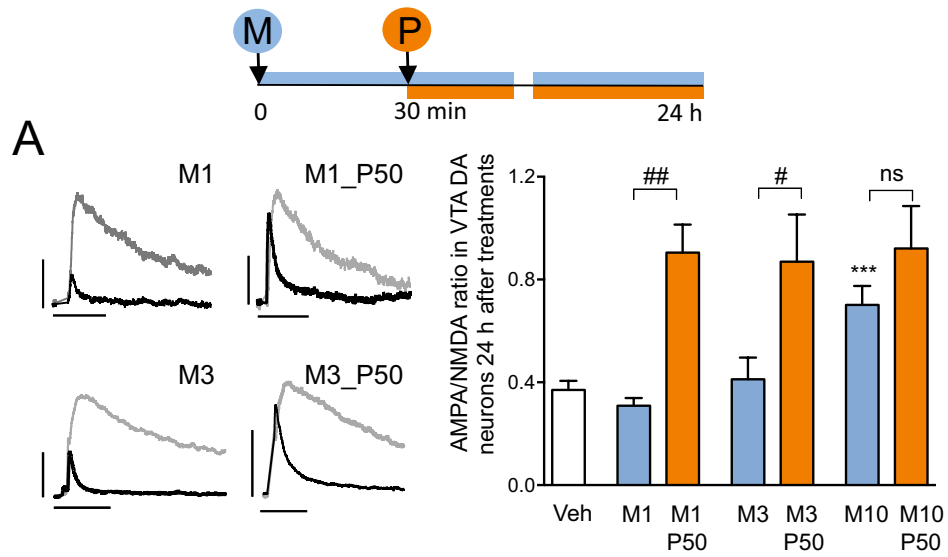 M P
0 30 min 24 h
A
M1 M1_P50
M3 M3_P50
AMPA/NMDA ratio in VTA DA
neurons 24 h after treatments
1.2
0.8
0.4
0.0
## # ns
***
Veh M1 M1 M3 M3 M10 M10
P50 P50 P50